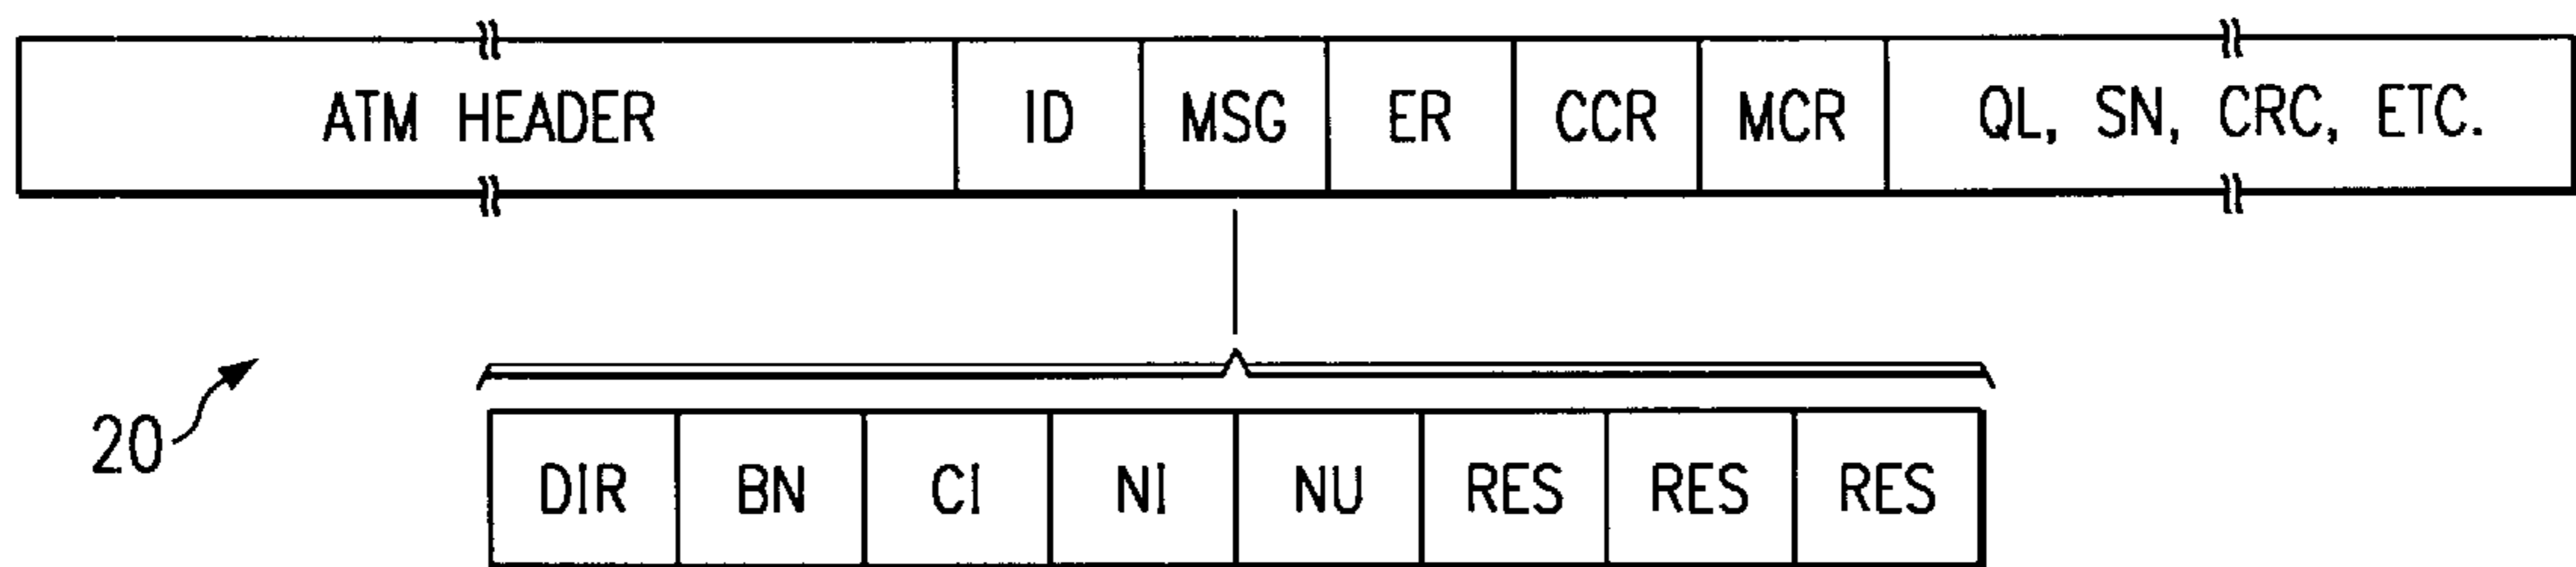 ATM HEADER ID MSG ER CCR MCR QL, SN, CRC, ETC.
20
DIR BN CI NI NU RES RES RES